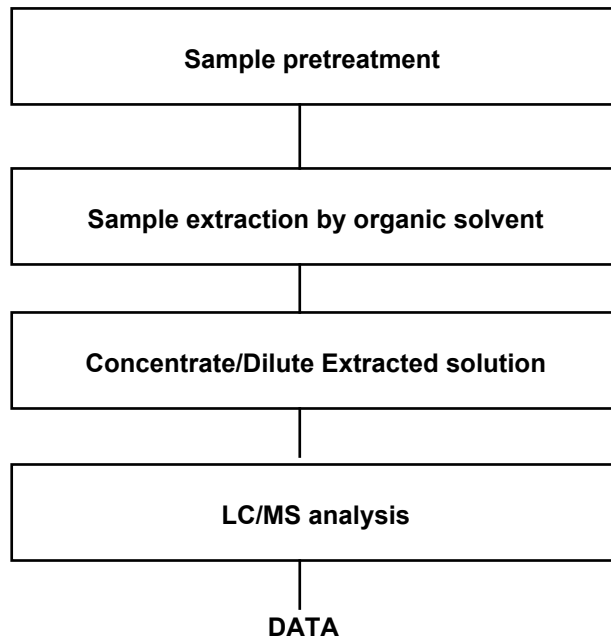 Sample pretreatment
Sample extraction by organic solvent
Concentrate/Dilute Extracted solution
LC/MS analysis
DATA